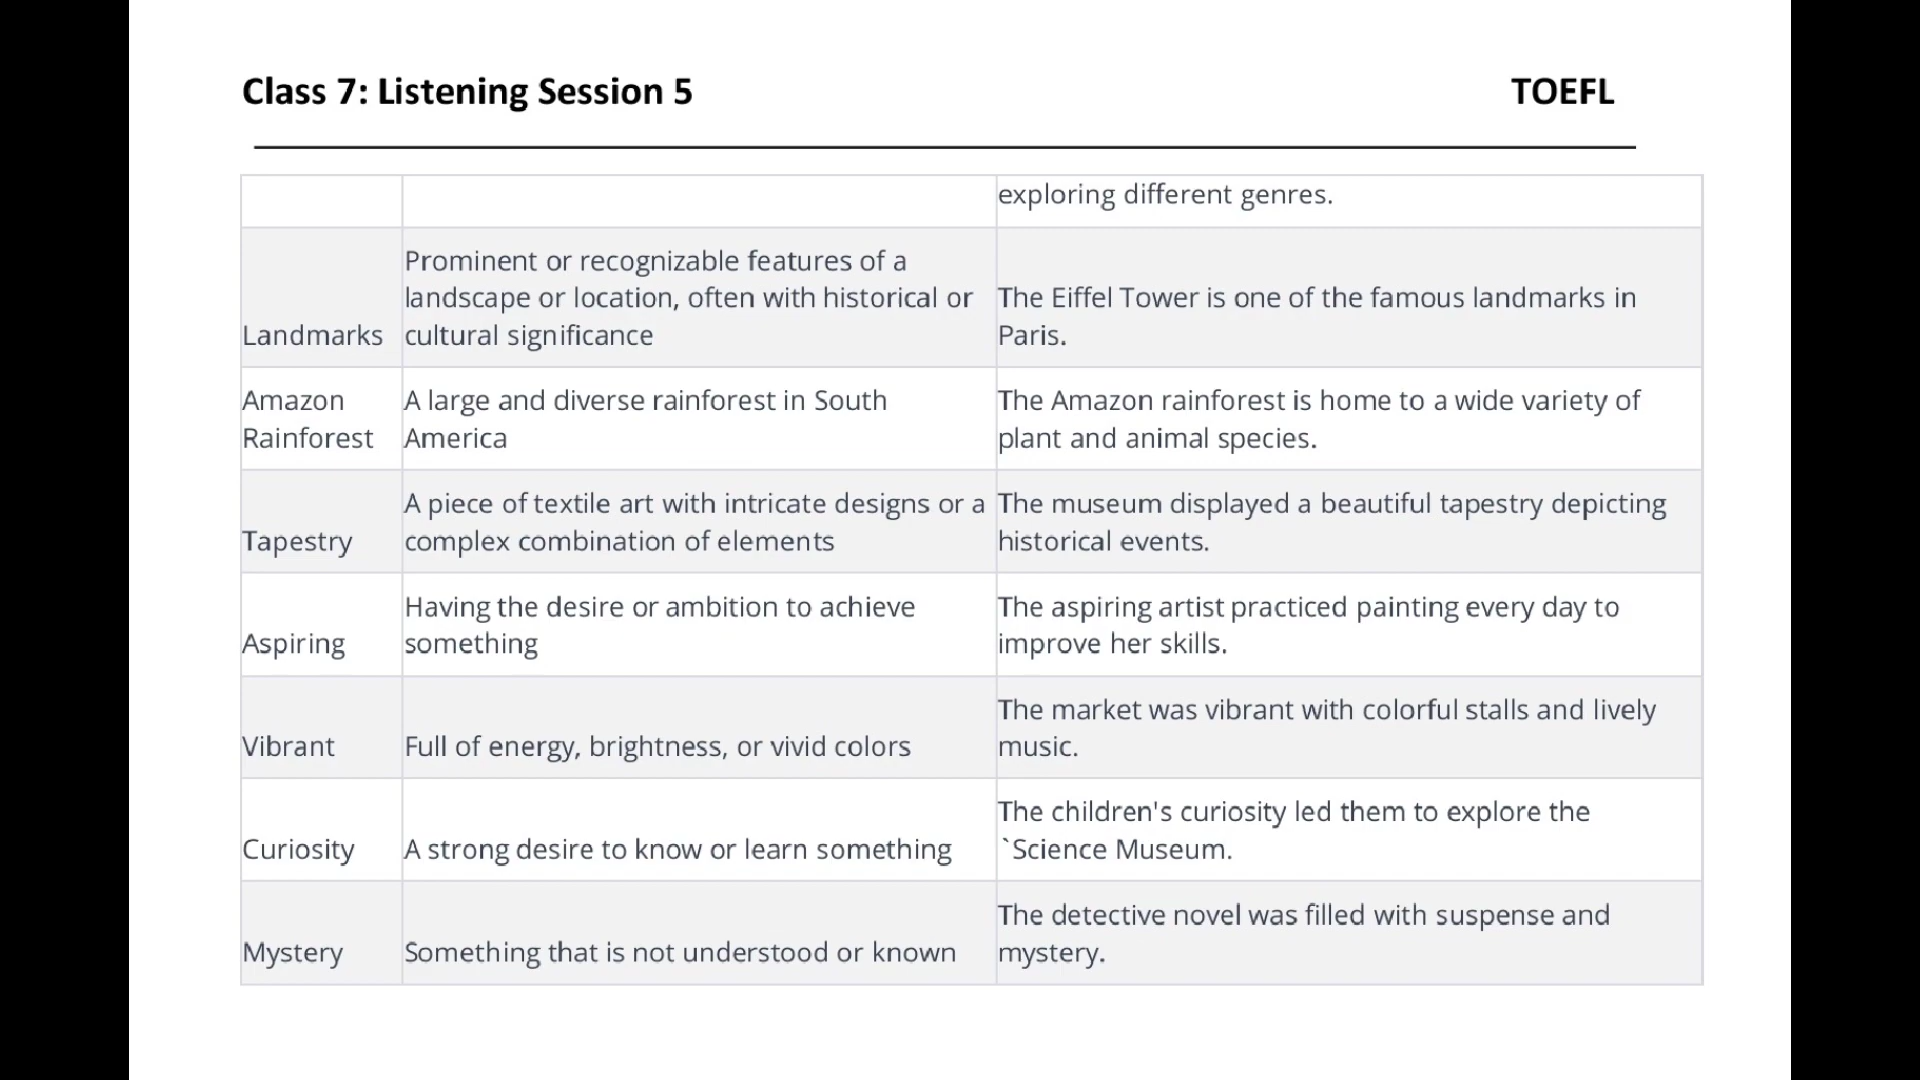 Class 7: Listening Session 5 TOEFL
exploring different genres.
Landmarks
Prominent or recognizable features of a
landscape or location, often with historical or
cultural significance
The Eiffel Tower is one of the famous landmarks in
Paris.
Amazon
Rainforest
A large and diverse rainforest in South
America
The Amazon rainforest is home to a wide variety of
plant and animal species.
Tapestry
A piece of textile art with intricate designs or a
complex combination of elements
The museum displayed a beautiful tapestry depicting
historical events.
Aspiring
Having the desire or ambition to achieve
something
The aspiring artist practiced painting every day to
improve her skills.
Vibrant
Full of energy, brightness, or vivid colors
The market was vibrant with colorful stalls and lively
music.
Curiosity
A strong desire to know or learn something
The children's curiosity led them to explore the
`Science Museum.
Mystery
Something that is not understood or known
The detective novel was filled with suspense and
mystery.